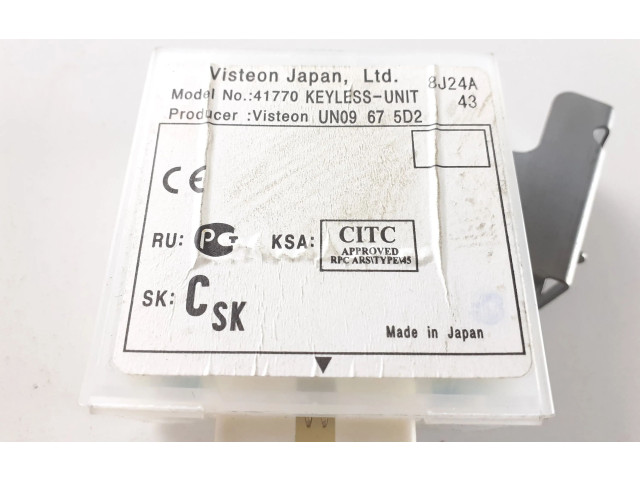 Visteon Japan, Ltd. 8J24A
Model No.:41770 KEYLESS-UNIT 43
Producer :Visteon UN09 67 5D2
CE
RU: PG KSA: CITC
APPROVED
RPC ARS\TYPE\45
SK: CSK
Made in Japan